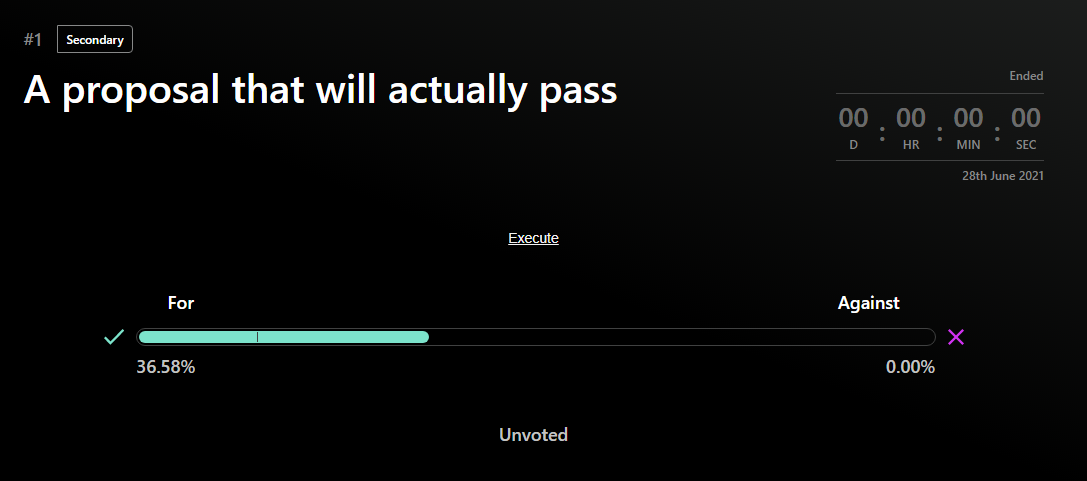 #1 Secondary
A proposal that will actually pass
Ended
00 : 00 : 00 : 00
D HR MIN SEC
28th June 2021
Execute
For Against
36.58% 0.00%
Unvoted